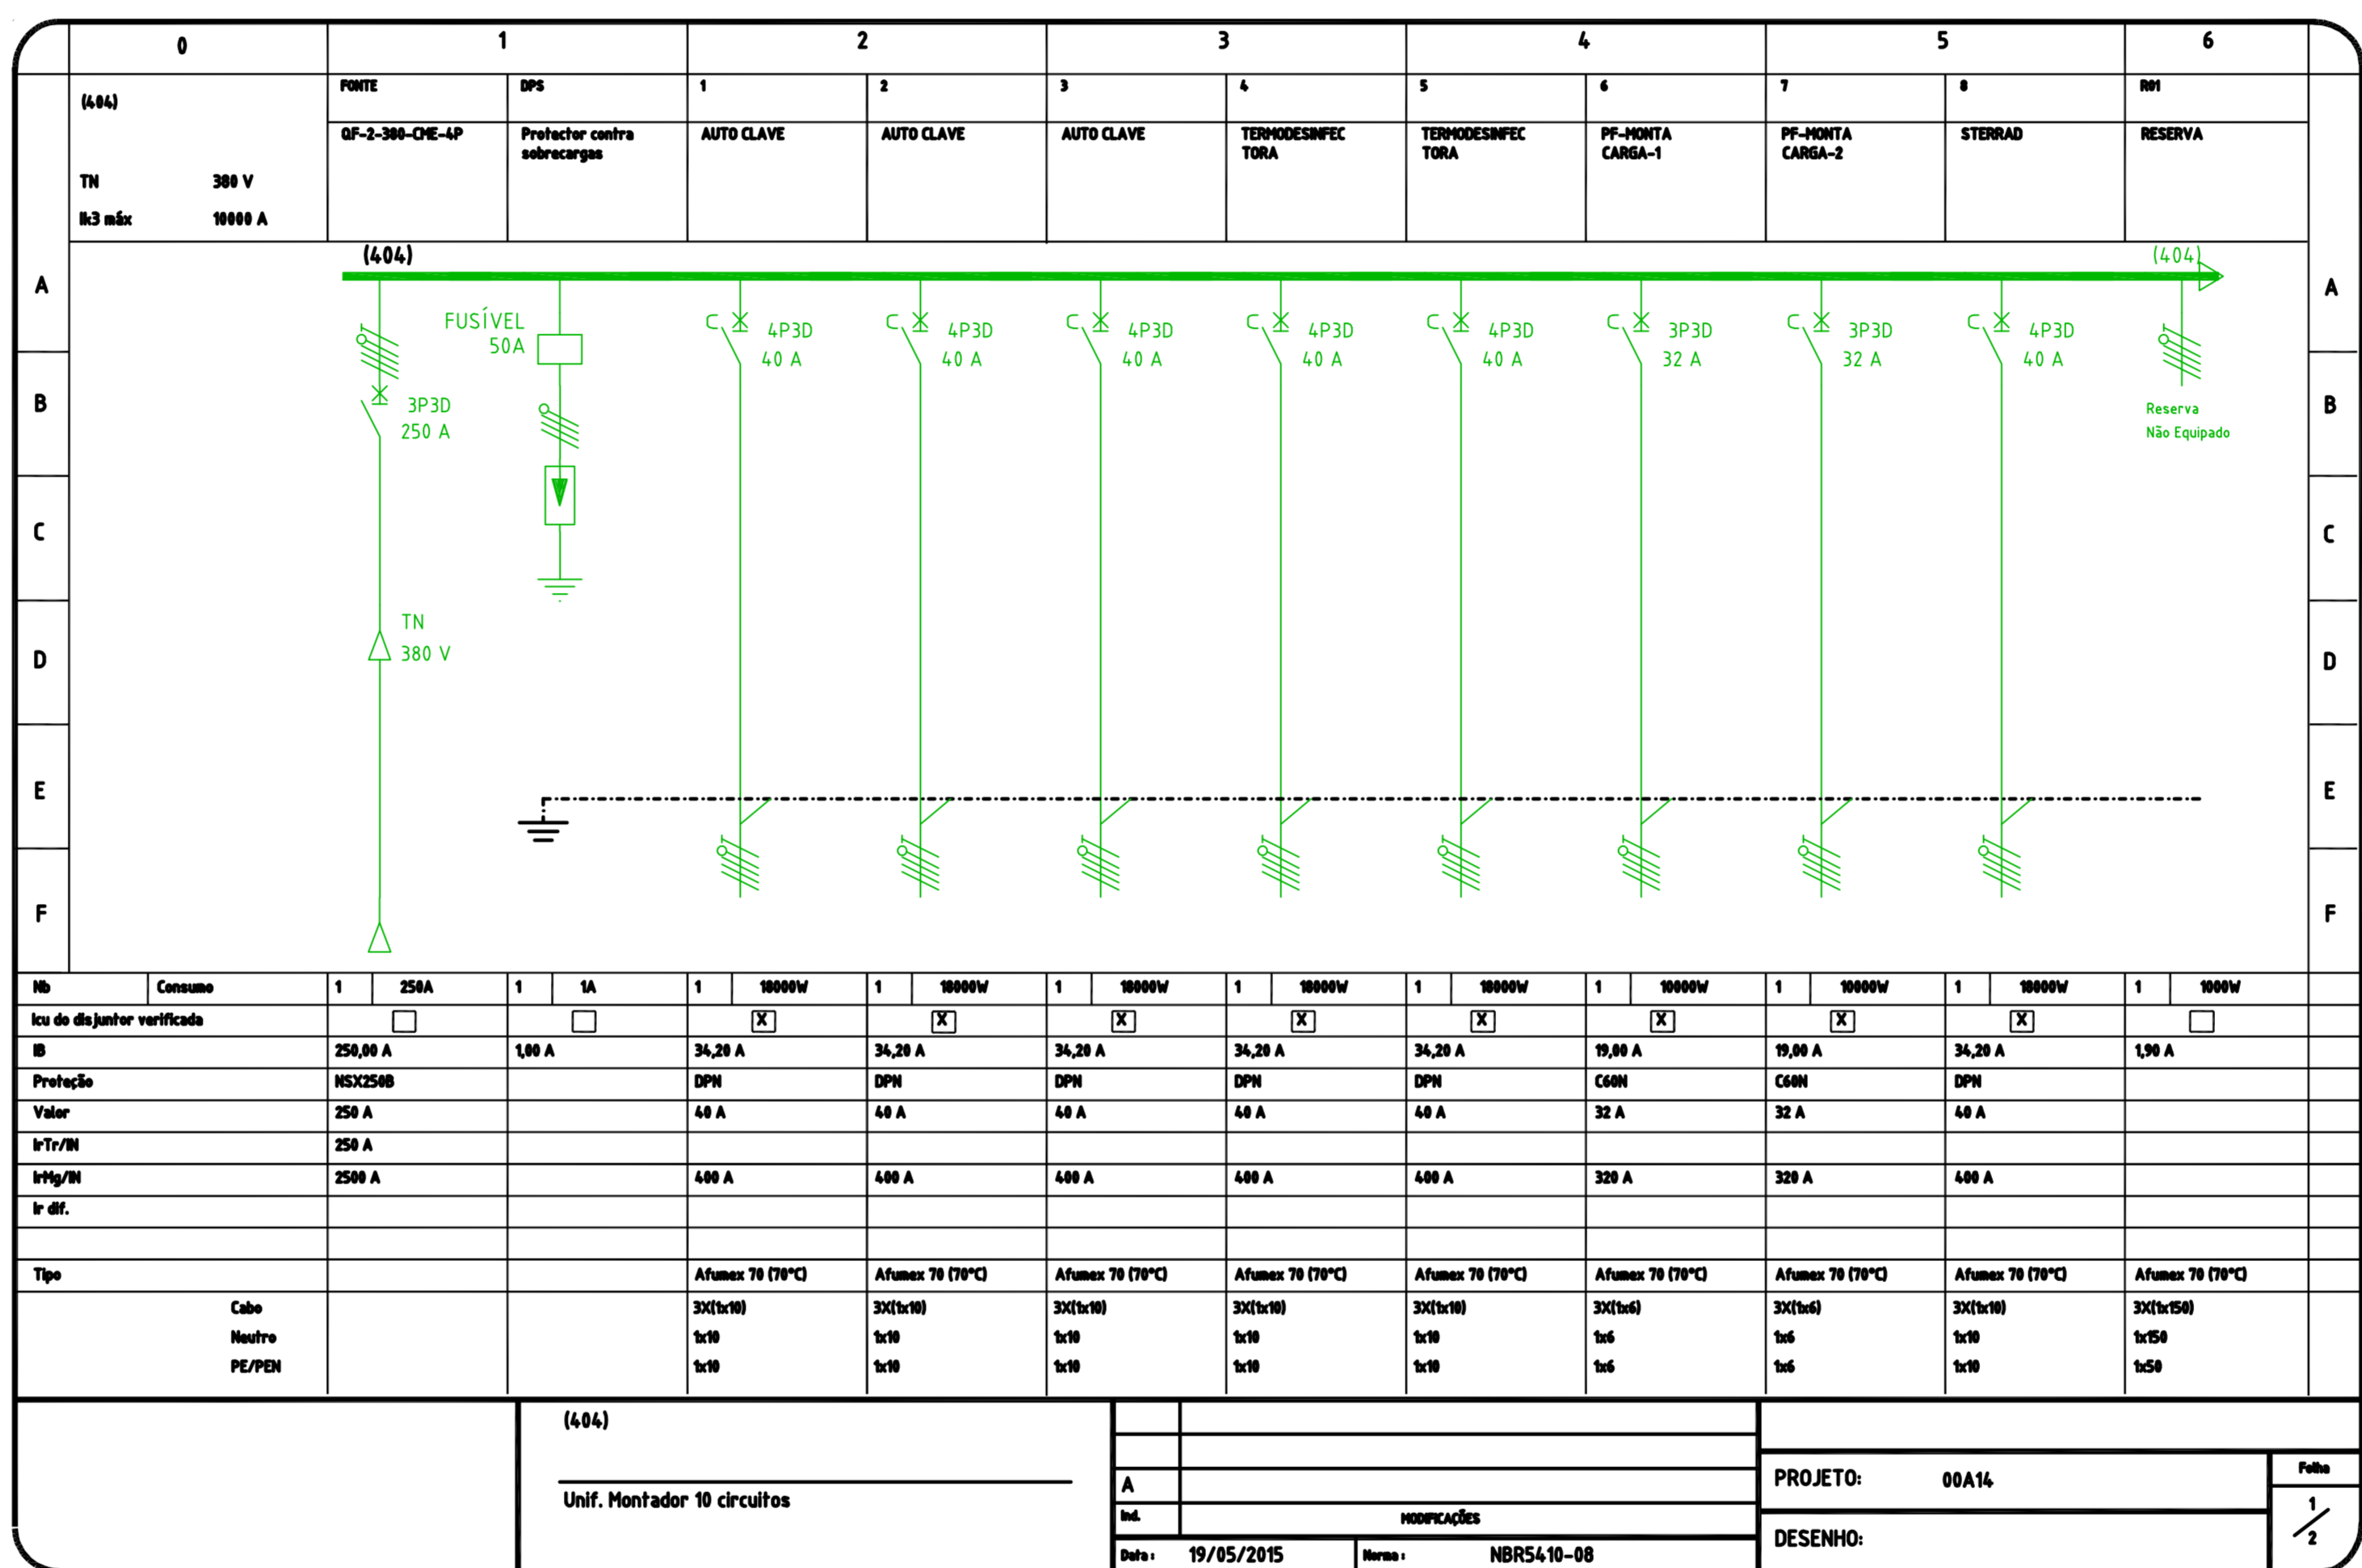 0 1 2 3 4 5 6
(404)
TN 380 V
Ik3 máx 10000 A
FONTE DPS 1 2 3 4 5 6 7 8 R01
QF-2-380-CME-4P Protector contra AUTO CLAVE AUTO CLAVE AUTO CLAVE TERMODESINFEC TERMODESINFEC PF-MONTA PF-MONTA STERRAD RESERVA
sobrecargas TORA TORA CARGA-1 CARGA-2
(404) (404)
A A
FUSÍVEL C 4P3D C 4P3D C 4P3D C 4P3D C 4P3D C 3P3D C 3P3D C 4P3D
50A 40 A 40 A 40 A 40 A 40 A 32 A 32 A 40 A
B 3P3D Reserva B
250 A Não Equipado
C C
TN
D 380 V D
E E
F F
Nb Consumo 1 250A 1 1A 1 18000W 1 18000W 1 18000W 1 18000W 1 18000W 1 10000W 1 10000W 1 18000W 1 1000W
Icu do disjuntor verificada X X X X X X X X
IB 250,00 A 1,00 A 34,20 A 34,20 A 34,20 A 34,20 A 34,20 A 19,00 A 19,00 A 34,20 A 1,90 A
Proteção NSX250B DPN DPN DPN DPN DPN C60N C60N DPN
Valor 250 A 40 A 40 A 40 A 40 A 40 A 32 A 32 A 40 A
IrTr/IN 250 A
IrMg/IN 2500 A 400 A 400 A 400 A 400 A 400 A 320 A 320 A 400 A
Ir dif.
Tipo Afumex 70 (70°C) Afumex 70 (70°C) Afumex 70 (70°C) Afumex 70 (70°C) Afumex 70 (70°C) Afumex 70 (70°C) Afumex 70 (70°C) Afumex 70 (70°C) Afumex 70 (70°C)
Cabo 3X(1x10) 3X(1x10) 3X(1x10) 3X(1x10) 3X(1x10) 3X(1x6) 3X(1x6) 3X(1x10) 3X(1x150)
Neutro 1x10 1x10 1x10 1x10 1x10 1x6 1x6 1x10 1x150
PE/PEN 1x10 1x10 1x10 1x10 1x10 1x6 1x6 1x10 1x50
(404)
Unif. Montador 10 circuitos
A
Ind. MODIFICAÇÕES
Data : 19/05/2015 Norma : NBR5410-08
PROJETO: 00A14
DESENHO:
Folha
1
/
2